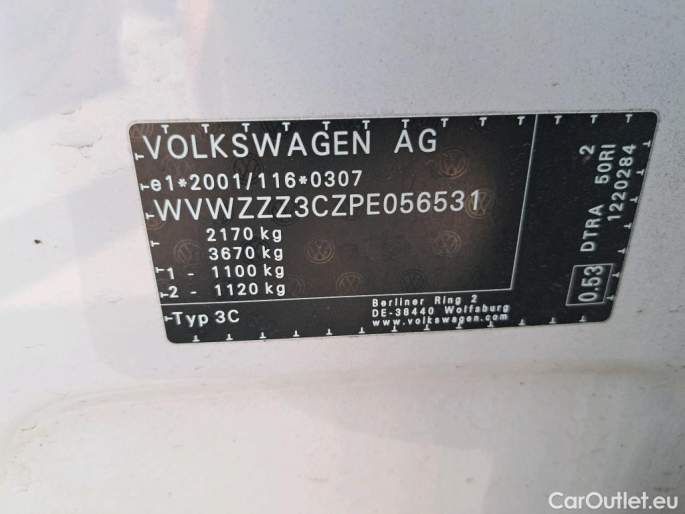 VOLKSWAGEN AG
e1*2001/116*0307
WVWZZZ3CZPE056531
2170 kg
3670 kg
1 - 1100 kg
2 - 1120 kg
Typ 3C
Berliner Ring 2
DE-38440 Wolfsburg
www.volkswagen.com
0.53 DTRA 2
50RI
1220284
CarOutlet.eu